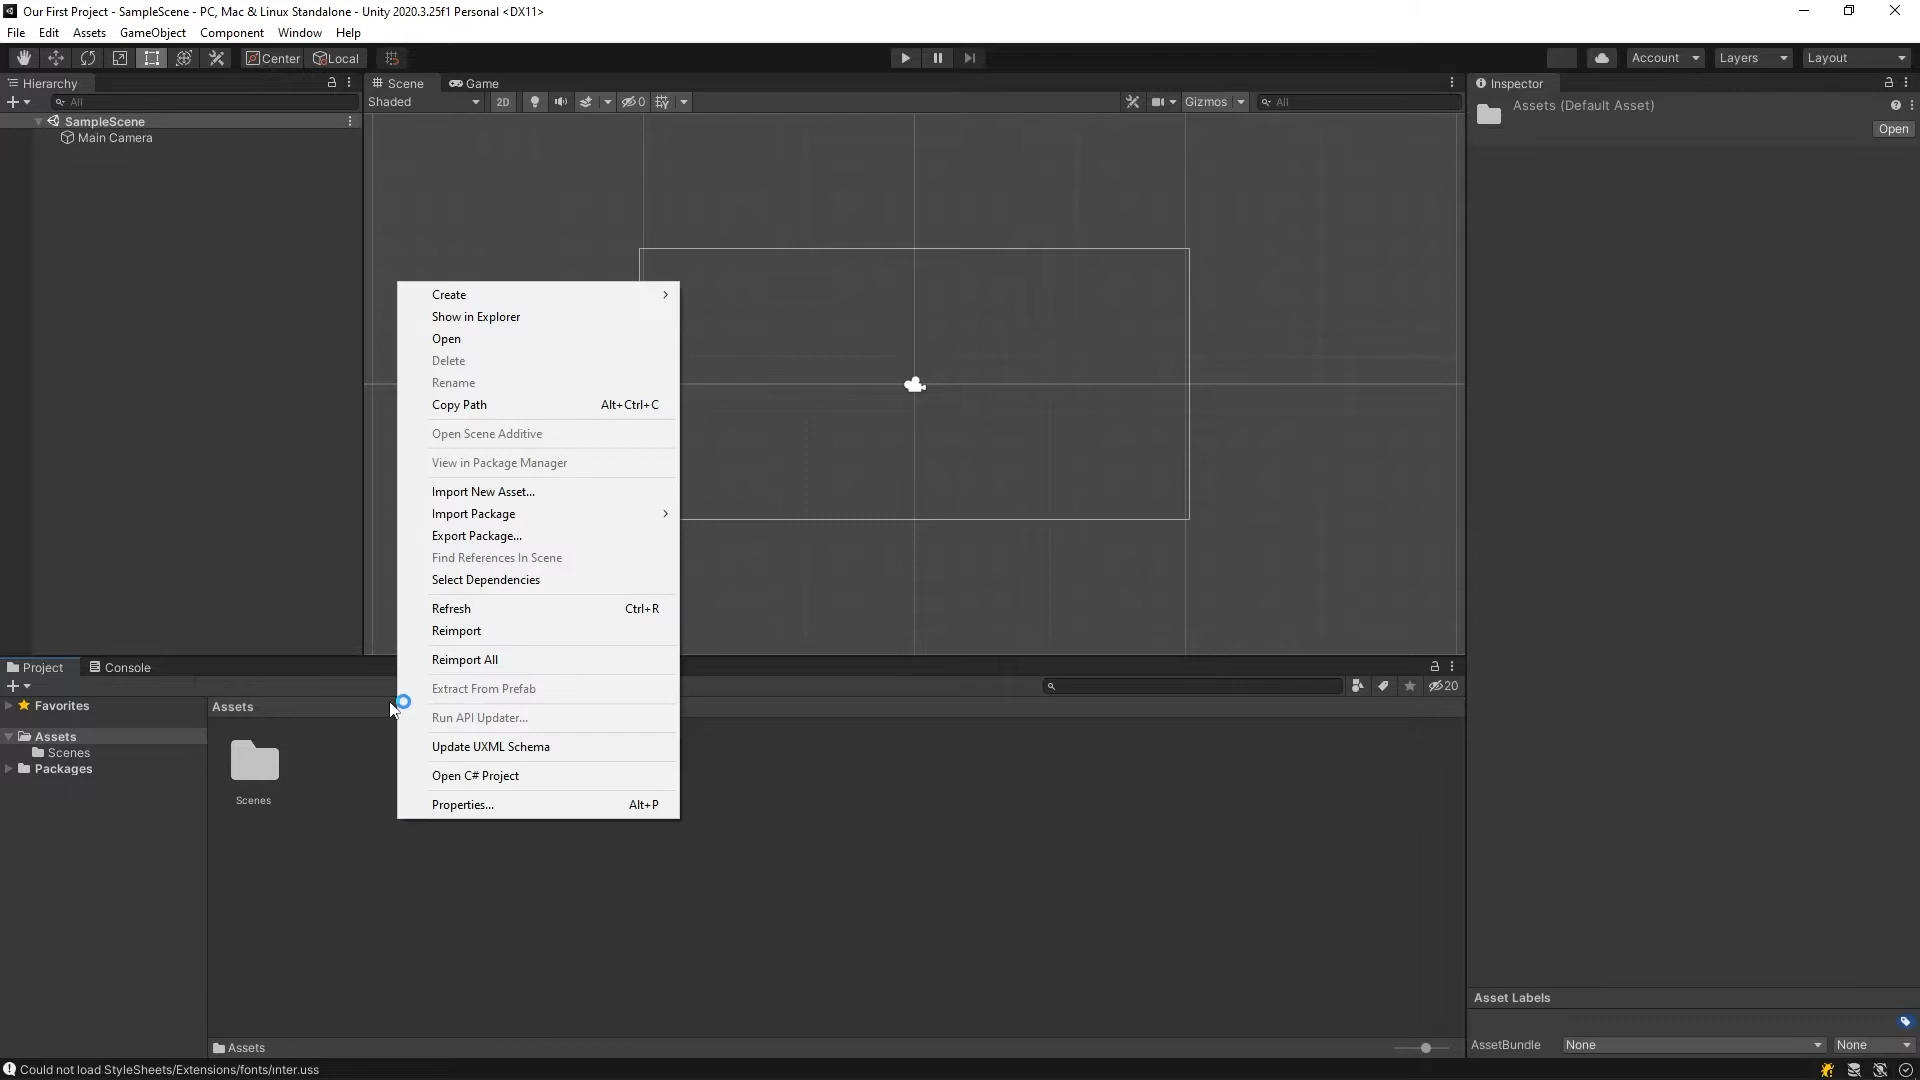 Our First Project - SampleScene - PC, Mac & Linux Standalone - Unity 2020.3.25f1 Personal <DX11>
File Edit Assets GameObject Component Window Help
Center Local Account Layers Layout
Hierarchy
All
SampleScene
Main Camera
Scene Game
Shaded 2D 0 Gizmos All
Inspector
Assets (Default Asset)
Open
Create
Show in Explorer
Open
Delete
Rename
Copy Path Alt+Ctrl+C
Open Scene Additive
View in Package Manager
Import New Asset...
Import Package
Export Package...
Find References In Scene
Select Dependencies
Refresh Ctrl+R
Reimport
Reimport All
Extract From Prefab
Run API Updater...
Update UXML Schema
Open C# Project
Properties... Alt+P
Project Console
20
Favorites
Assets
Scenes
Packages
Assets
Scenes
Assets
Asset Labels
AssetBundle None None
Could not load StyleSheets/Extensions/fonts/inter.uss